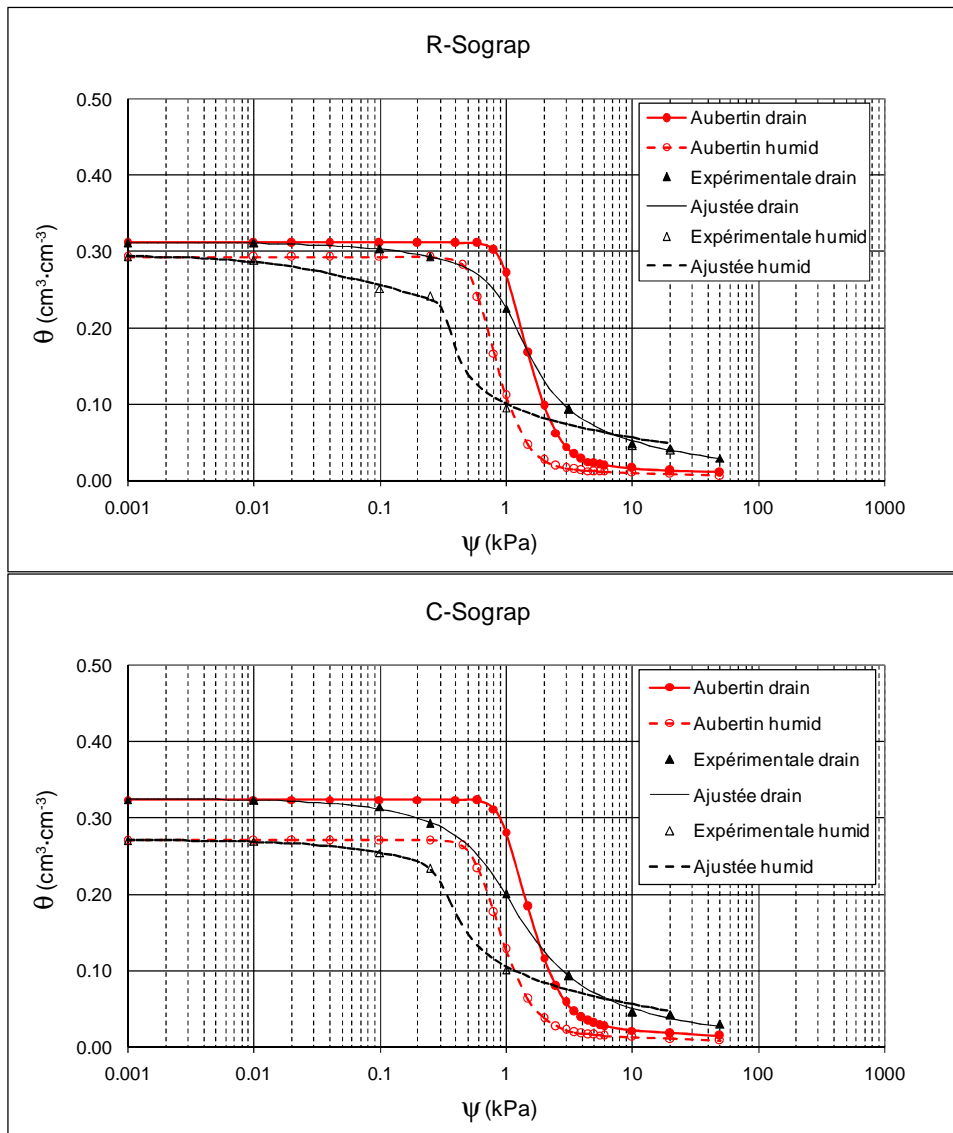 R-Sograp
0.50
0.40
0.30
0.20
0.10
0.00
θ (cm³·cm⁻³)
0.001
0.01
0.1
1
10
100
1000
ψ (kPa)
Aubertin drain
Aubertin humid
Expérimentale drain
Ajustée drain
Expérimentale humid
Ajustée humid
C-Sograp
0.50
0.40
0.30
0.20
0.10
0.00
θ (cm³·cm⁻³)
0.001
0.01
0.1
1
10
100
1000
ψ (kPa)
Aubertin drain
Aubertin humid
Expérimentale drain
Ajustée drain
Expérimentale humid
Ajustée humid